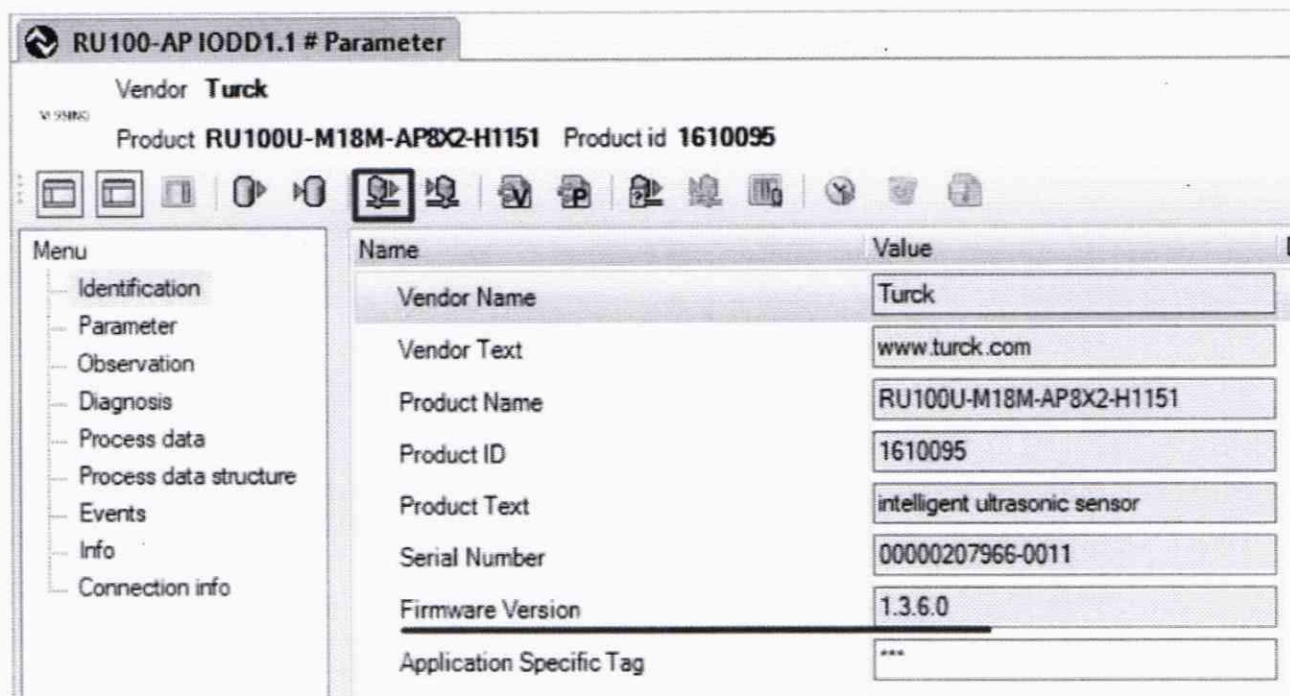 RU100-AP IODD1.1 # Parameter
Vendor Turck
Product RU100U-M18M-AP8X2-H1151 Product id 1610095
Menu
Identification
Parameter
Observation
Diagnosis
Process data
Process data structure
Events
Info
Connection info
Name Value
Vendor Name Turck
Vendor Text www.turck.com
Product Name RU100U-M18M-AP8X2-H1151
Product ID 1610095
Product Text intelligent ultrasonic sensor
Serial Number 00000207966-0011
Firmware Version 1.3.6.0
Application Specific Tag ***